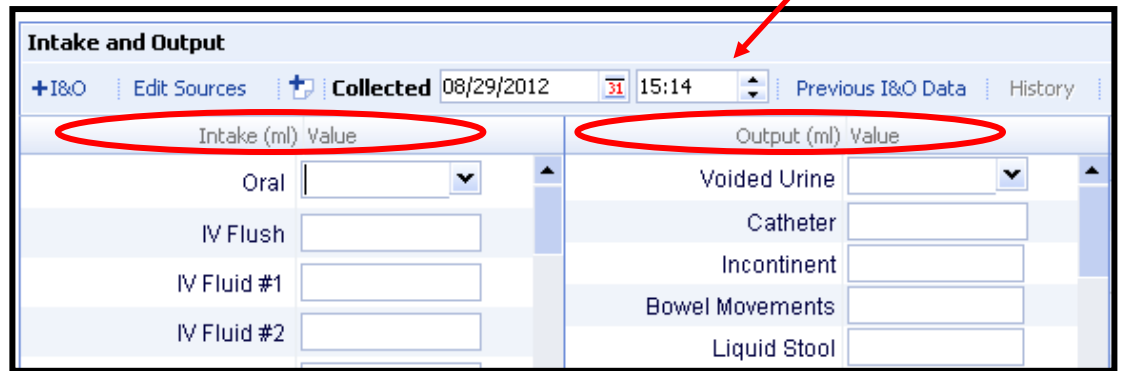 Intake and Output
+I&O Edit Sources Collected 08/29/2012 31 15:14 Previous I&O Data History
Intake (ml) Value Output (ml) Value
Oral Voided Urine
IV Flush Catheter
IV Fluid #1 Incontinent
IV Fluid #2 Bowel Movements
Liquid Stool